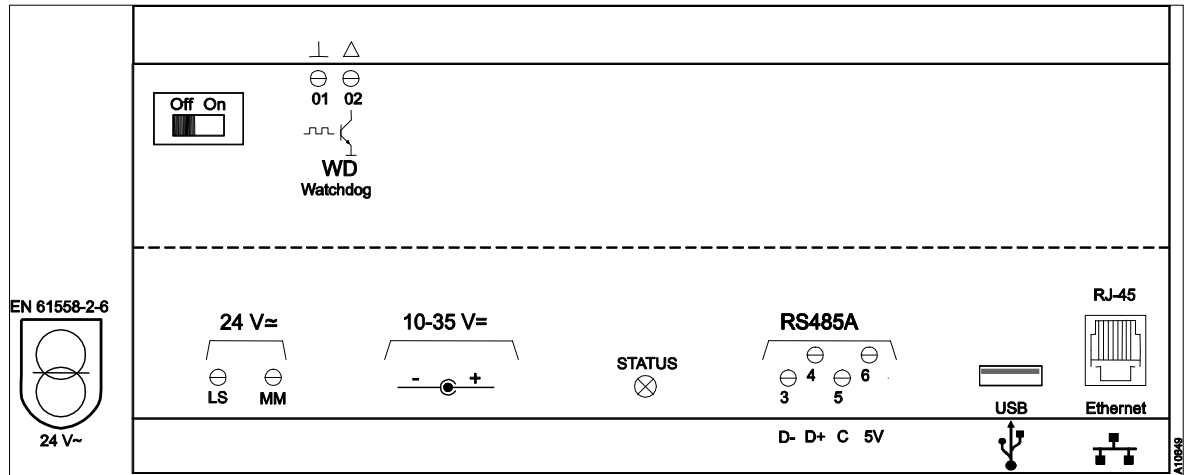 Off On
01 02
WD
Watchdog
EN 61558-2-6
24 V~
24 V≃
LS MM
10-35 V=
- +
STATUS
RS485A
4 6
3 5
D- D+ C 5V
USB
RJ-45
Ethernet
A10849